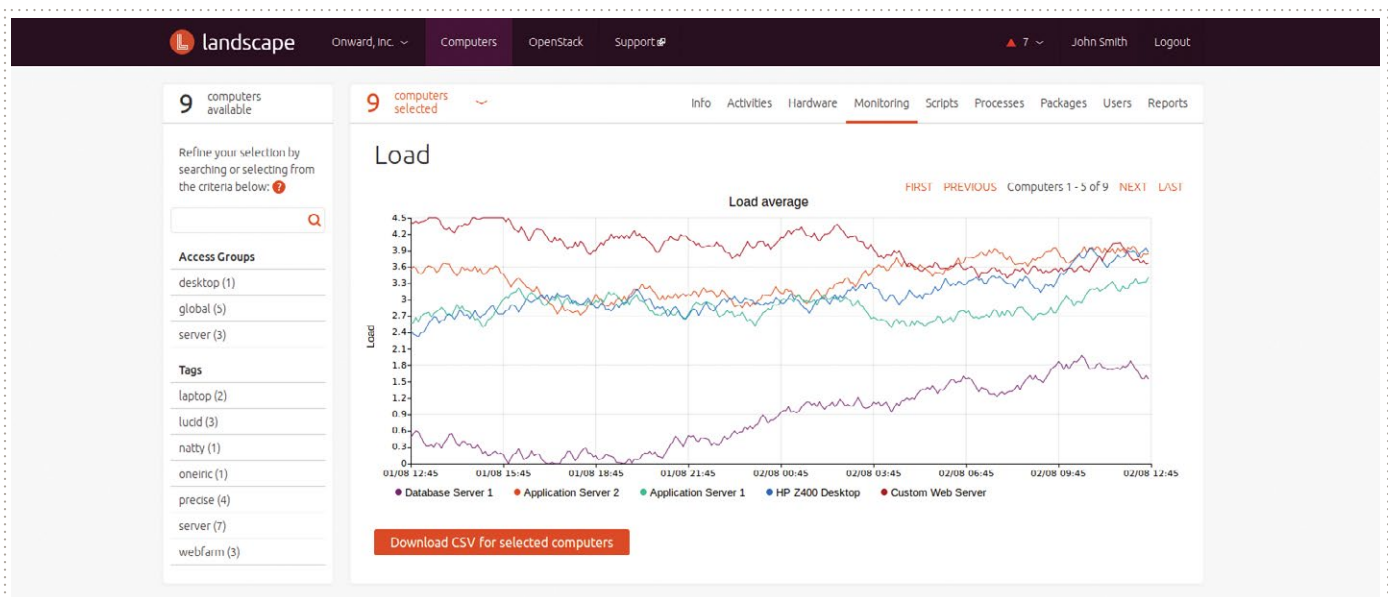 landscape
Onward, Inc.
Computers
OpenStack
Support
7
John Smith
Logout
9 computers available
9 computers selected
Info Activities Hardware Monitoring Scripts Processes Packages Users Reports
Refine your selection by
searching or selecting from
the criteria below: ?
Access Groups
desktop (1)
global (5)
server (3)
Tags
laptop (2)
lucid (3)
natty (1)
oneiric (1)
precise (4)
server (7)
webfarm (3)
Load
FIRST PREVIOUS Computers 1 - 5 of 9 NEXT LAST
Load average
Load
4.5
4.2
3.9
3.6
3.3
3
2.7
2.4
2.1
1.8
1.5
1.2
0.9
0.6
0.3
0
01/08 12:45 01/08 15:45 01/08 18:45 01/08 21:45 02/08 00:45 02/08 03:45 02/08 06:45 02/08 09:45 02/08 12:45
Database Server 1 Application Server 2 Application Server 1 HP Z400 Desktop Custom Web Server
Download CSV for selected computers